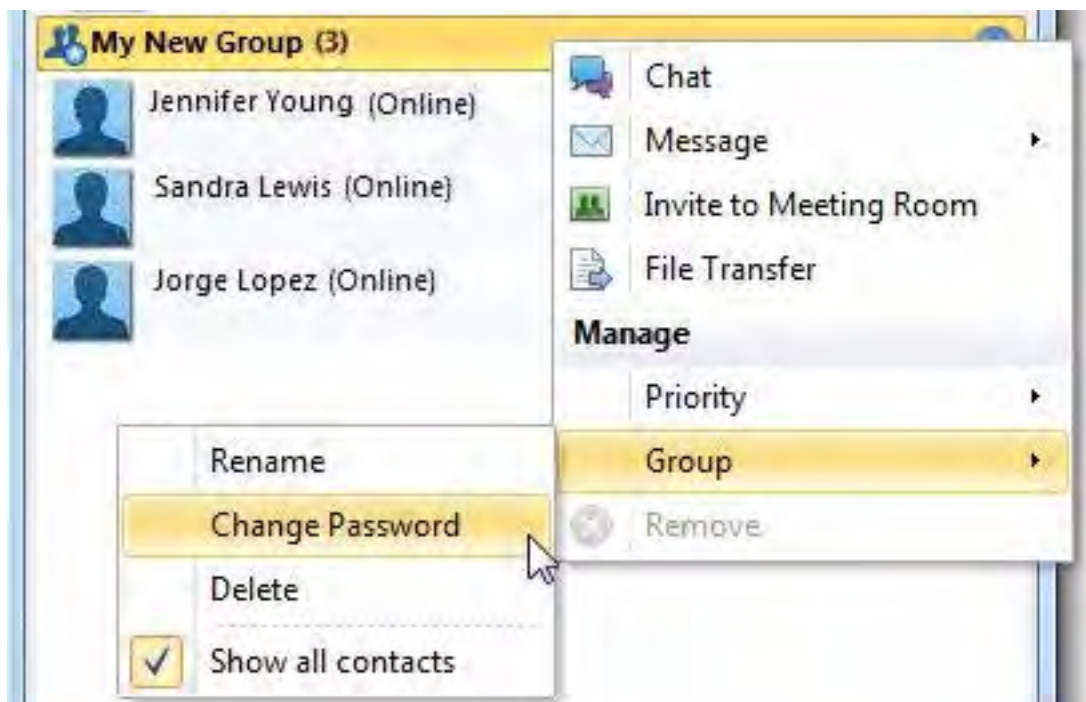 My New Group (3)
Jennifer Young (Online)
Sandra Lewis (Online)
Jorge Lopez (Online)
Chat
Message
Invite to Meeting Room
File Transfer
Manage
Priority
Group
Remove
Rename
Change Password
Delete
Show all contacts